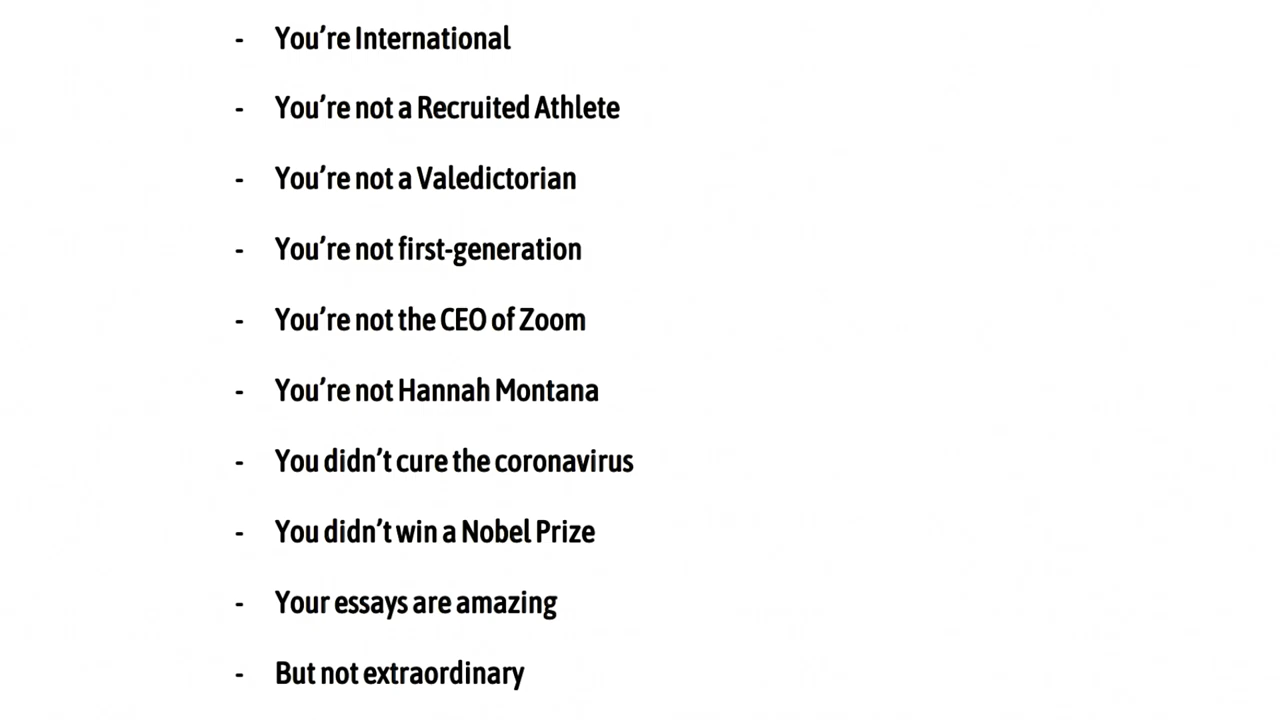 - You're International
- You're not a Recruited Athlete
- You're not a Valedictorian
- You're not first-generation
- You're not the CEO of Zoom
- You're not Hannah Montana
- You didn't cure the coronavirus
- You didn't win a Nobel Prize
- Your essays are amazing
- But not extraordinary